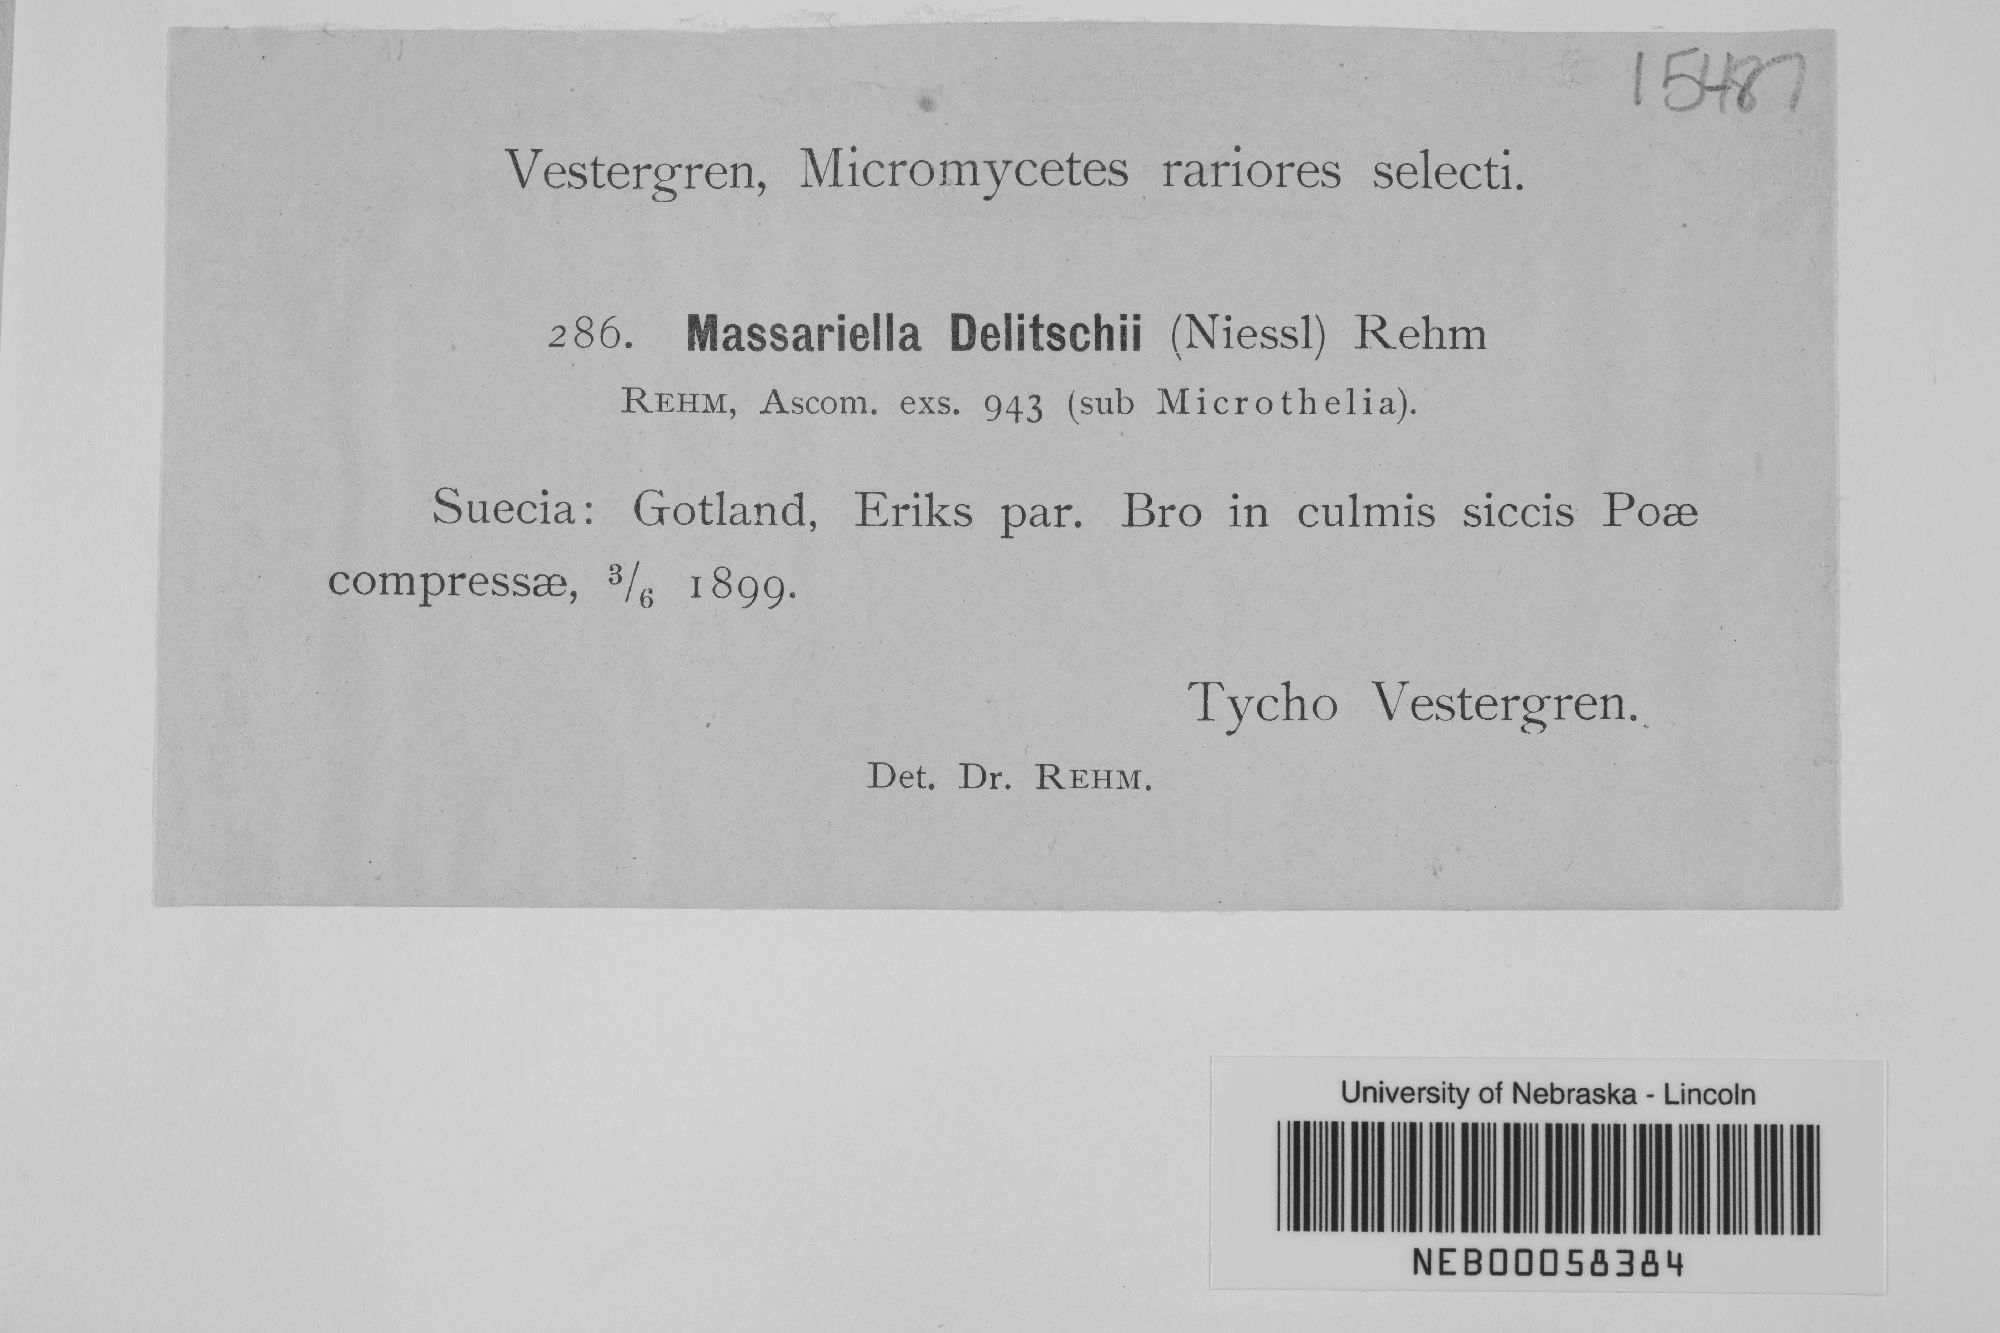 15487
Vestergren, Micromycetes rariores selecti.
286. Massariella Delitschii (Niessl) Rehm
REHM, Ascom. exs. 943 (sub Microthelia).
Suecia: Gotland, Eriks par. Bro in culmis siccis Poæ
compressæ, 3/6 1899.
Tycho Vestergren.
Det. Dr. REHM.
University of Nebraska - Lincoln
NEB00058384